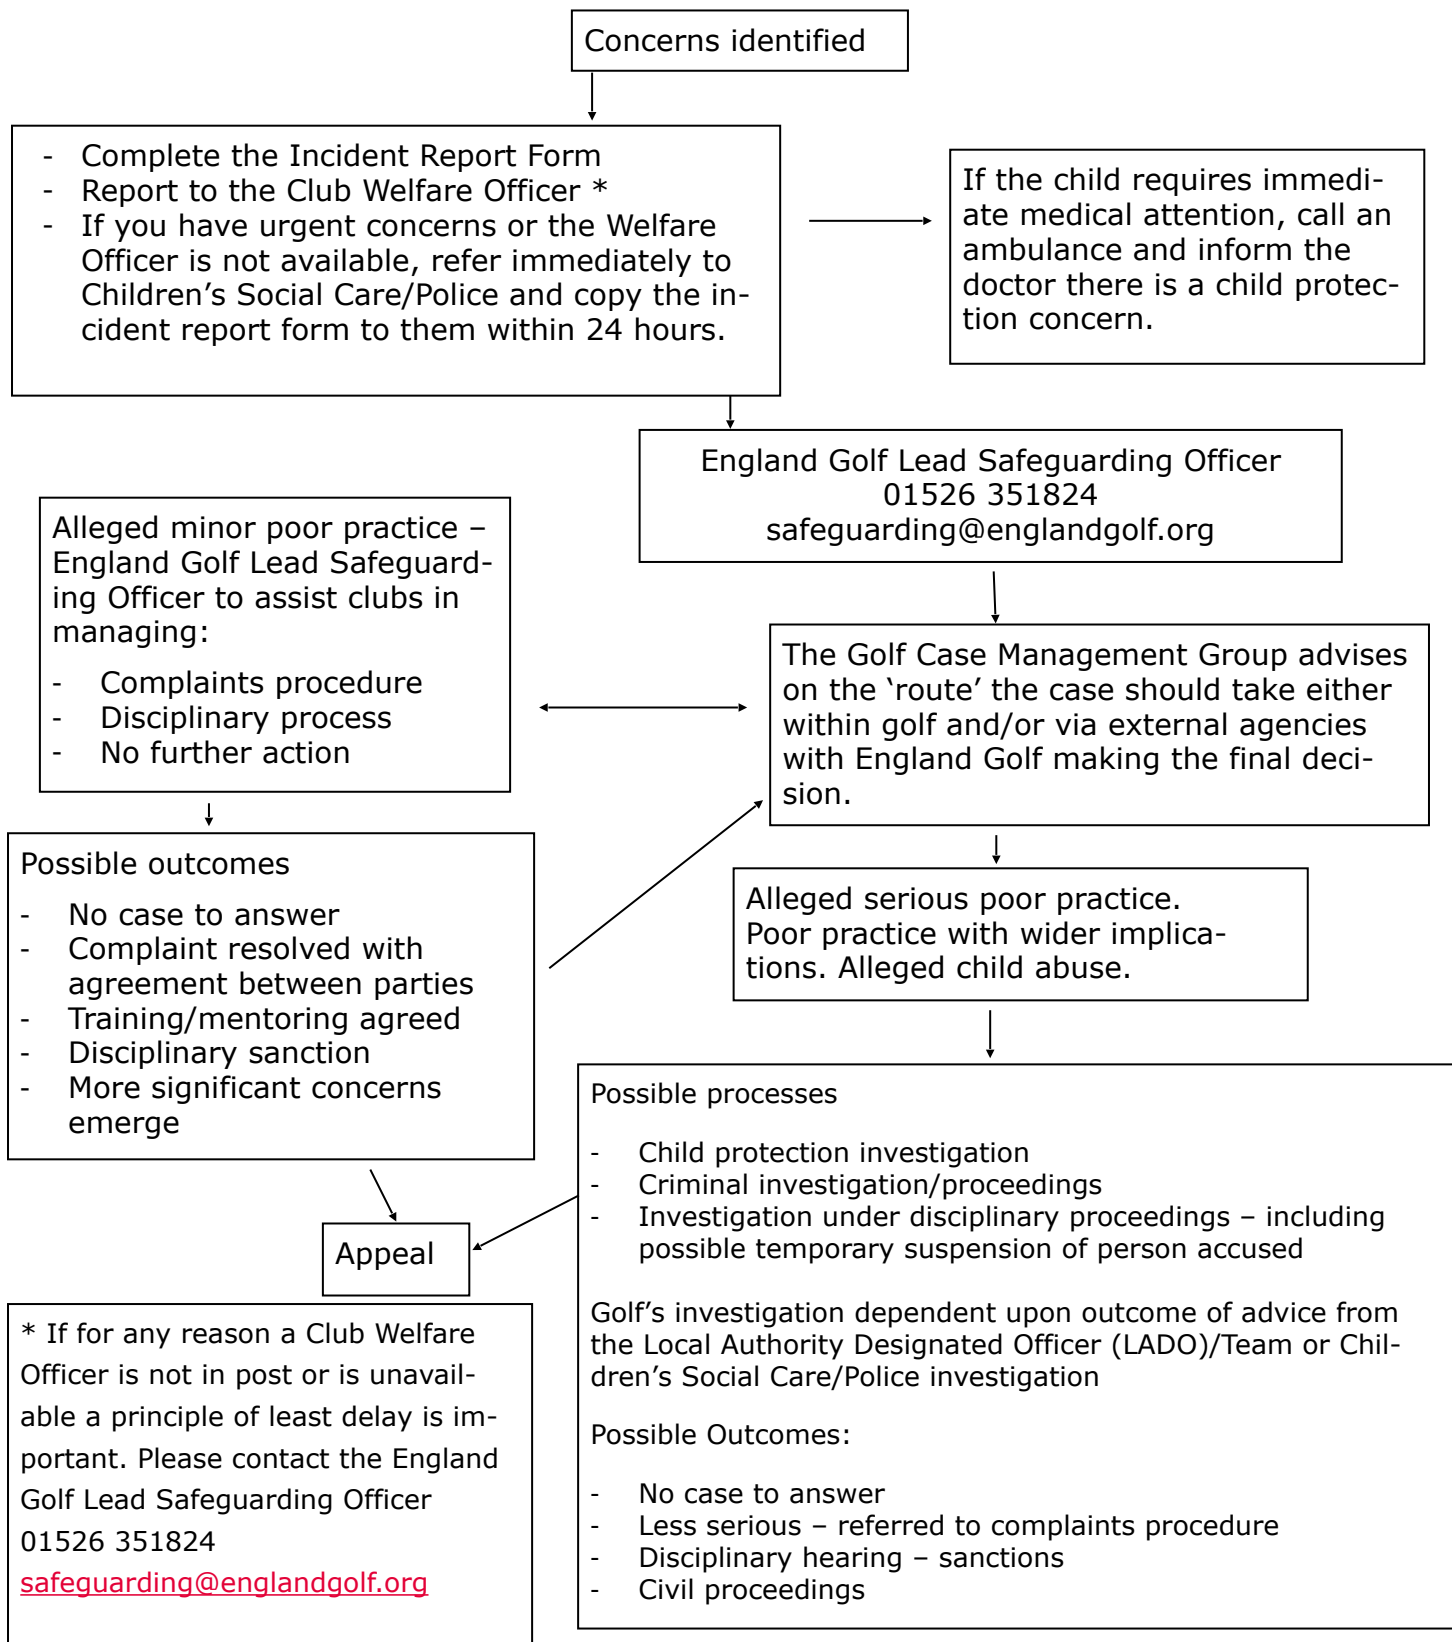 Concerns identified
- Complete the Incident Report Form
- Report to the Club Welfare Officer *
- If you have urgent concerns or the Welfare
Officer is not available, refer immediately to
Children’s Social Care/Police and copy the in-
cident report form to them within 24 hours.
If the child requires immedi-
ate medical attention, call an
ambulance and inform the
doctor there is a child protec-
tion concern.
England Golf Lead Safeguarding Officer
01526 351824
safeguarding@englandgolf.org
Alleged minor poor practice –
England Golf Lead Safeguard-
ing Officer to assist clubs in
managing:
- Complaints procedure
- Disciplinary process
- No further action
The Golf Case Management Group advises
on the ‘route’ the case should take either
within golf and/or via external agencies
with England Golf making the final deci-
sion.
Possible outcomes
- No case to answer
- Complaint resolved with
agreement between parties
- Training/mentoring agreed
- Disciplinary sanction
- More significant concerns
emerge
Alleged serious poor practice.
Poor practice with wider implica-
tions. Alleged child abuse.
Possible processes
- Child protection investigation
- Criminal investigation/proceedings
- Investigation under disciplinary proceedings – including
possible temporary suspension of person accused
Golf’s investigation dependent upon outcome of advice from
the Local Authority Designated Officer (LADO)/Team or Chil-
dren’s Social Care/Police investigation
Possible Outcomes:
- No case to answer
- Less serious – referred to complaints procedure
- Disciplinary hearing – sanctions
- Civil proceedings
Appeal
* If for any reason a Club Welfare
Officer is not in post or is unavail-
able a principle of least delay is im-
portant. Please contact the England
Golf Lead Safeguarding Officer
01526 351824
safeguarding@englandgolf.org